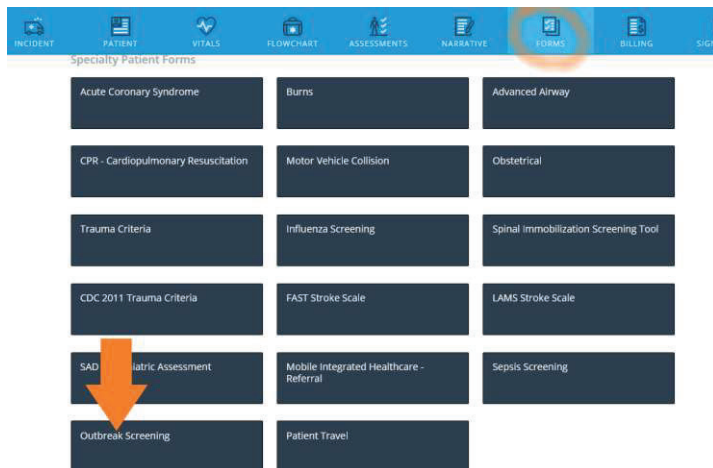 INCIDENT
PATIENT
VITALS
FLOWCHART
ASSESSMENTS
NARRATIVE
FORMS
BILLING
Specialty Patient Forms
Acute Coronary Syndrome
Burns
Advanced Airway
CPR - Cardiopulmonary Resuscitation
Motor Vehicle Collision
Obstetrical
Trauma Criteria
Influenza Screening
Spinal Immobilization Screening Tool
CDC 2011 Trauma Criteria
FAST Stroke Scale
LAMS Stroke Scale
SAD
Assessment
Mobile Integrated Healthcare -
Referral
Sepsis Screening
Outbreak Screening
Patient Travel